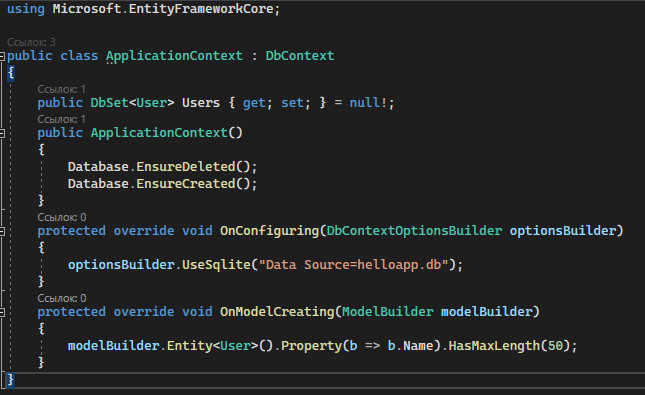 using Microsoft.EntityFrameworkCore;
Ссылок: 3
public class ApplicationContext : DbContext
{
Ссылок: 1
public DbSet<User> Users { get; set; } = null!;
Ссылок: 1
public ApplicationContext()
{
Database.EnsureDeleted();
Database.EnsureCreated();
}
Ссылок: 0
protected override void OnConfiguring(DbContextOptionsBuilder optionsBuilder)
{
optionsBuilder.UseSqlite("Data Source=helloapp.db");
}
Ссылок: 0
protected override void OnModelCreating(ModelBuilder modelBuilder)
{
modelBuilder.Entity<User>().Property(b => b.Name).HasMaxLength(50);
}
}